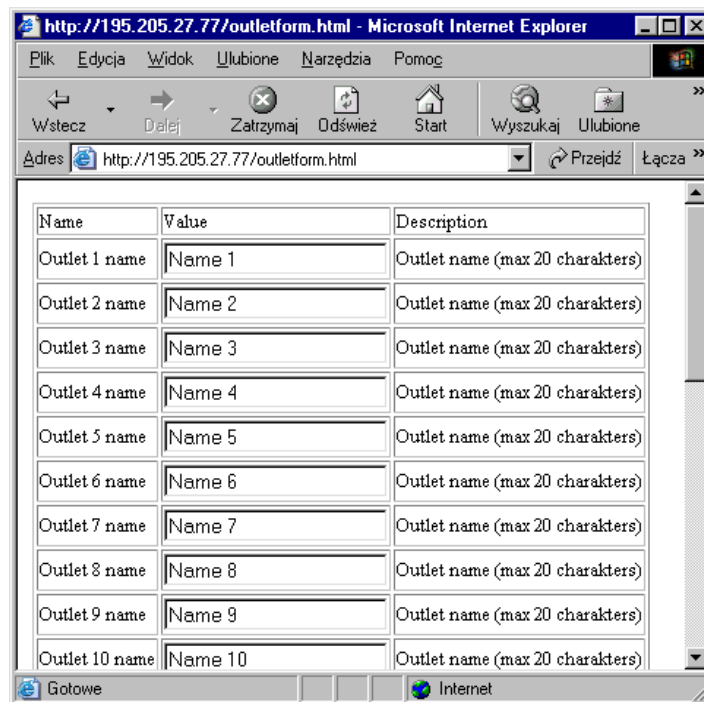 http://195.205.27.77/outletform.html - Microsoft Internet Explorer
Plik Edycja Widok Ulubione Narzędzia Pomoc
Wstecz Dalej Zatrzymaj Odśwież Start Wyszukaj Ulubione »
Adres http://195.205.27.77/outletform.html Przejdź Łącza »
Name Value Description
Outlet 1 name Name 1 Outlet name (max 20 charakters)
Outlet 2 name Name 2 Outlet name (max 20 charakters)
Outlet 3 name Name 3 Outlet name (max 20 charakters)
Outlet 4 name Name 4 Outlet name (max 20 charakters)
Outlet 5 name Name 5 Outlet name (max 20 charakters)
Outlet 6 name Name 6 Outlet name (max 20 charakters)
Outlet 7 name Name 7 Outlet name (max 20 charakters)
Outlet 8 name Name 8 Outlet name (max 20 charakters)
Outlet 9 name Name 9 Outlet name (max 20 charakters)
Outlet 10 name Name 10 Outlet name (max 20 charakters)
Gotowe Internet